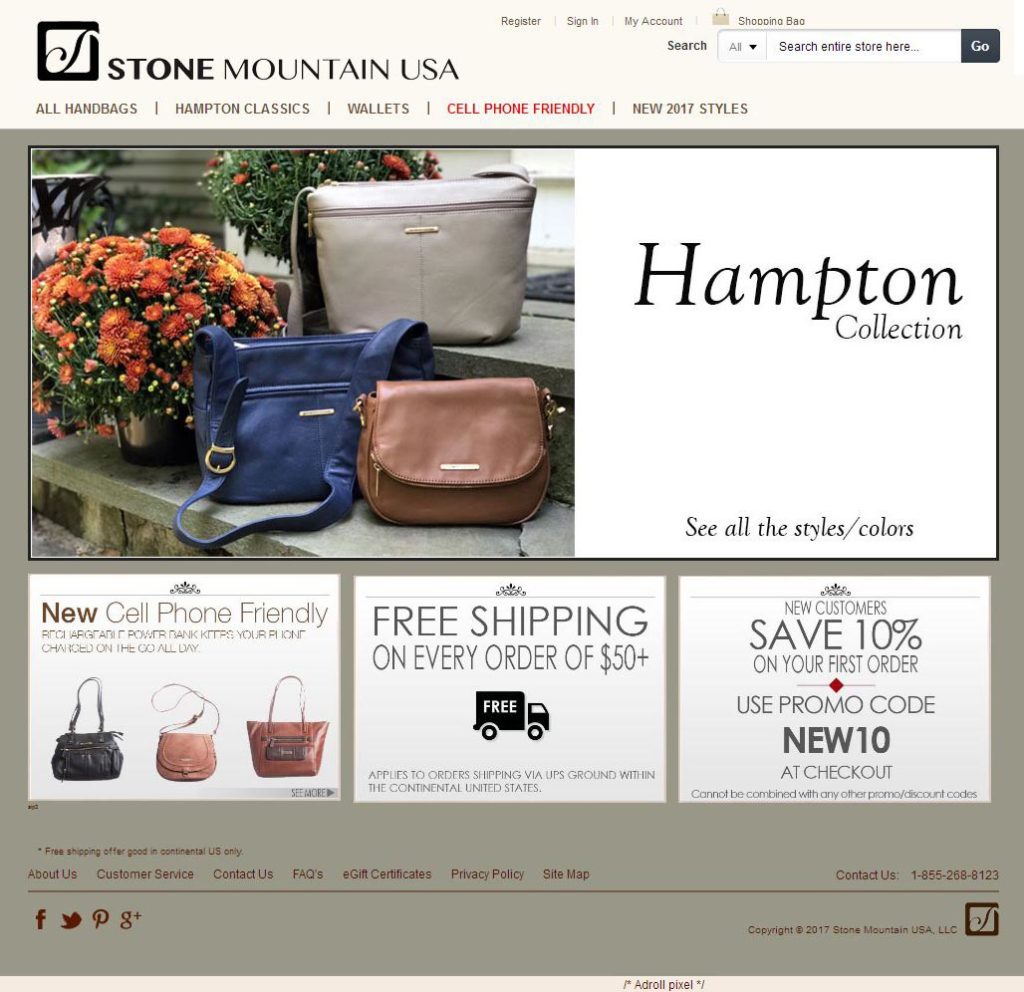 Register | Sign In | My Account | Shopping Bag
Search All Search entire store here... Go
STONE MOUNTAIN USA
ALL HANDBAGS | HAMPTON CLASSICS | WALLETS | CELL PHONE FRIENDLY | NEW 2017 STYLES
Hampton
Collection
See all the styles/colors
New Cell Phone Friendly
RECHARGEABLE POWER BANK KEEPS YOUR PHONE
CHARGED ON THE GO ALL DAY.
SEE MORE
FREE SHIPPING
ON EVERY ORDER OF $50+
FREE
APPLIES TO ORDERS SHIPPING VIA UPS GROUND WITHIN
THE CONTINENTAL UNITED STATES.
NEW CUSTOMERS
SAVE 10%
ON YOUR FIRST ORDER
USE PROMO CODE
NEW10
AT CHECKOUT
Cannot be combined with any other promo/discount codes
* Free shipping offer good in continental US only.
About Us Customer Service Contact Us FAQ's eGift Certificates Privacy Policy Site Map
Contact Us: 1-855-268-8123
Copyright © 2017 Stone Mountain USA, LLC
/* Adroll pixel */